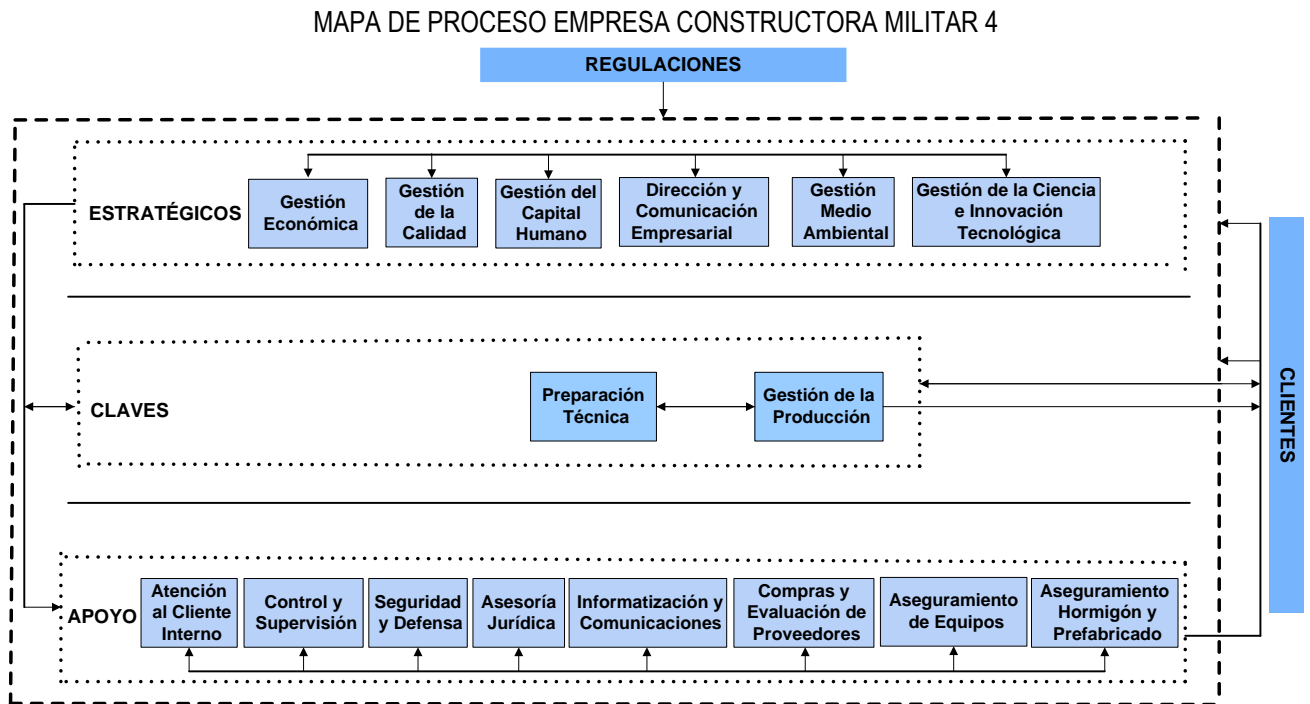 MAPA DE PROCESO EMPRESA CONSTRUCTORA MILITAR 4
REGULACIONES
ESTRATÉGICOS
Gestión
Económica
Gestión
de la
Calidad
Gestión del
Capital
Humano
Dirección y
Comunicación
Empresarial
Gestión
Medio
Ambiental
Gestión de la Ciencia
e Innovación
Tecnológica
CLAVES
Preparación
Técnica
Gestión de la
Producción
CLIENTES
APOYO
Atención
al Cliente
Interno
Control y
Supervisión
Seguridad
y Defensa
Asesoría
Jurídica
Informatización y
Comunicaciones
Compras y
Evaluación de
Proveedores
Aseguramiento
de Equipos
Aseguramiento
Hormigón y
Prefabricado